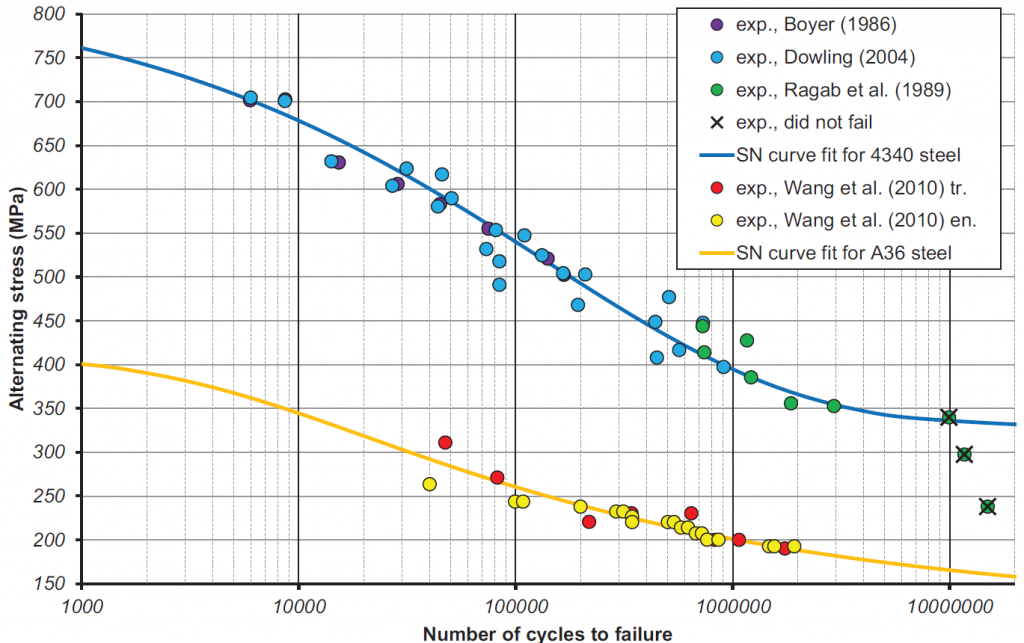 800
750
700
650
600
550
500
450
400
350
300
250
200
150
Alternating stress (MPa)
exp., Boyer (1986)
exp., Dowling (2004)
exp., Ragab et al. (1989)
exp., did not fail
SN curve fit for 4340 steel
exp., Wang et al. (2010) tr.
exp., Wang et al. (2010) en.
SN curve fit for A36 steel
1000 10000 100000 1000000 10000000
Number of cycles to failure